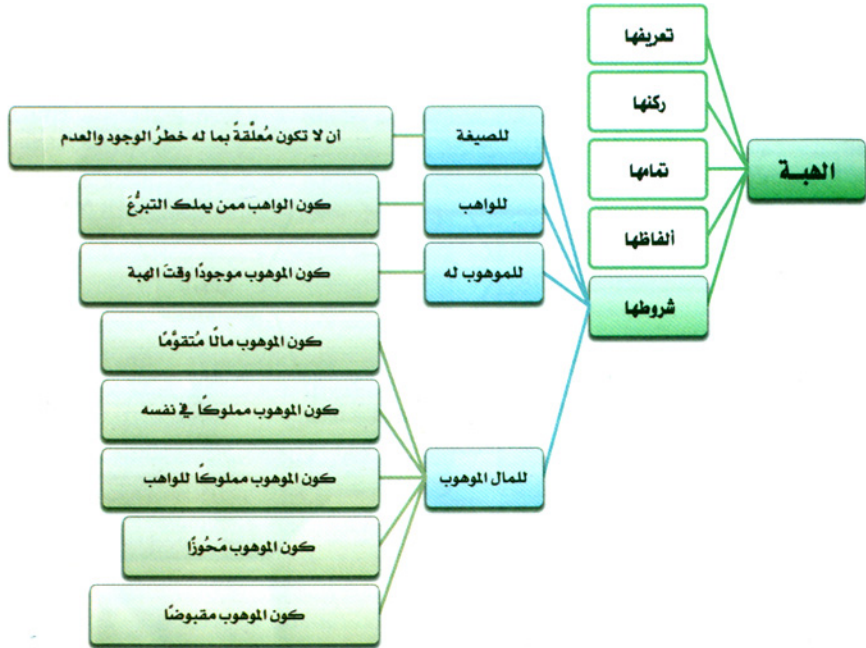 الهبة
تعريفها
ركنها
تمامها
ألفاظها
شروطها
للصيغة
أن لا تكون مُعلَّقةً بما له خطرُ الوجود والعدم
للواهب
كون الواهب ممن يملك التبرُّعَ
للموهوب له
كون الموهوب موجودًا وقتَ الهبة
للمال الموهوب
كون الموهوب مالًا مُتقوَّمًا
كون الموهوب مملوكًا في نفسه
كون الموهوب مملوكًا للواهب
كون الموهوب مَحُوزًا
كون الموهوب مقبوضًا